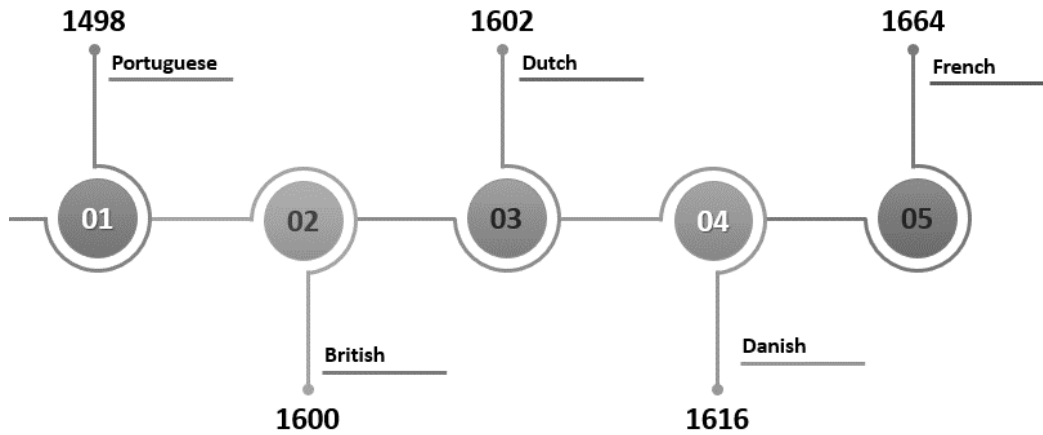 1498
Portuguese
1602
Dutch
1664
French
01
02
03
04
05
British
1600
Danish
1616